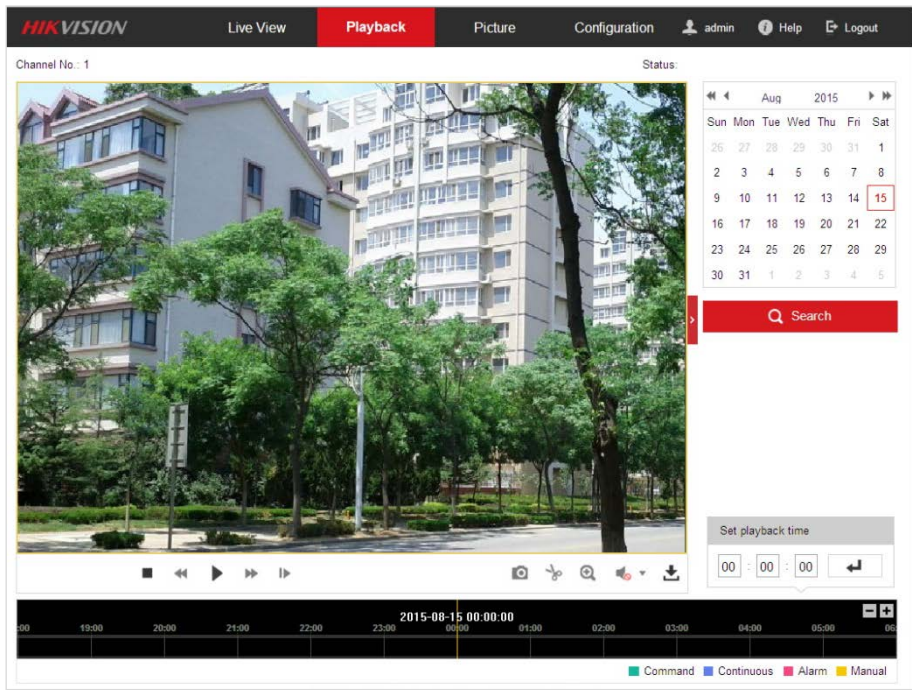 HIKVISION Live View Playback Picture Configuration admin Help Logout
Channel No.: 1 Status:
Aug 2015
Sun Mon Tue Wed Thu Fri Sat
26 27 28 29 30 31 1
2 3 4 5 6 7 8
9 10 11 12 13 14 15
16 17 18 19 20 21 22
23 24 25 26 27 28 29
30 31 1 2 3 4 5
Search
Set playback time
00 : 00 : 00
2015-08-15 00:00:00
:00 19:00 20:00 21:00 22:00 23:00 00:00 01:00 02:00 03:00 04:00 05:00 06:
Command Continuous Alarm Manual